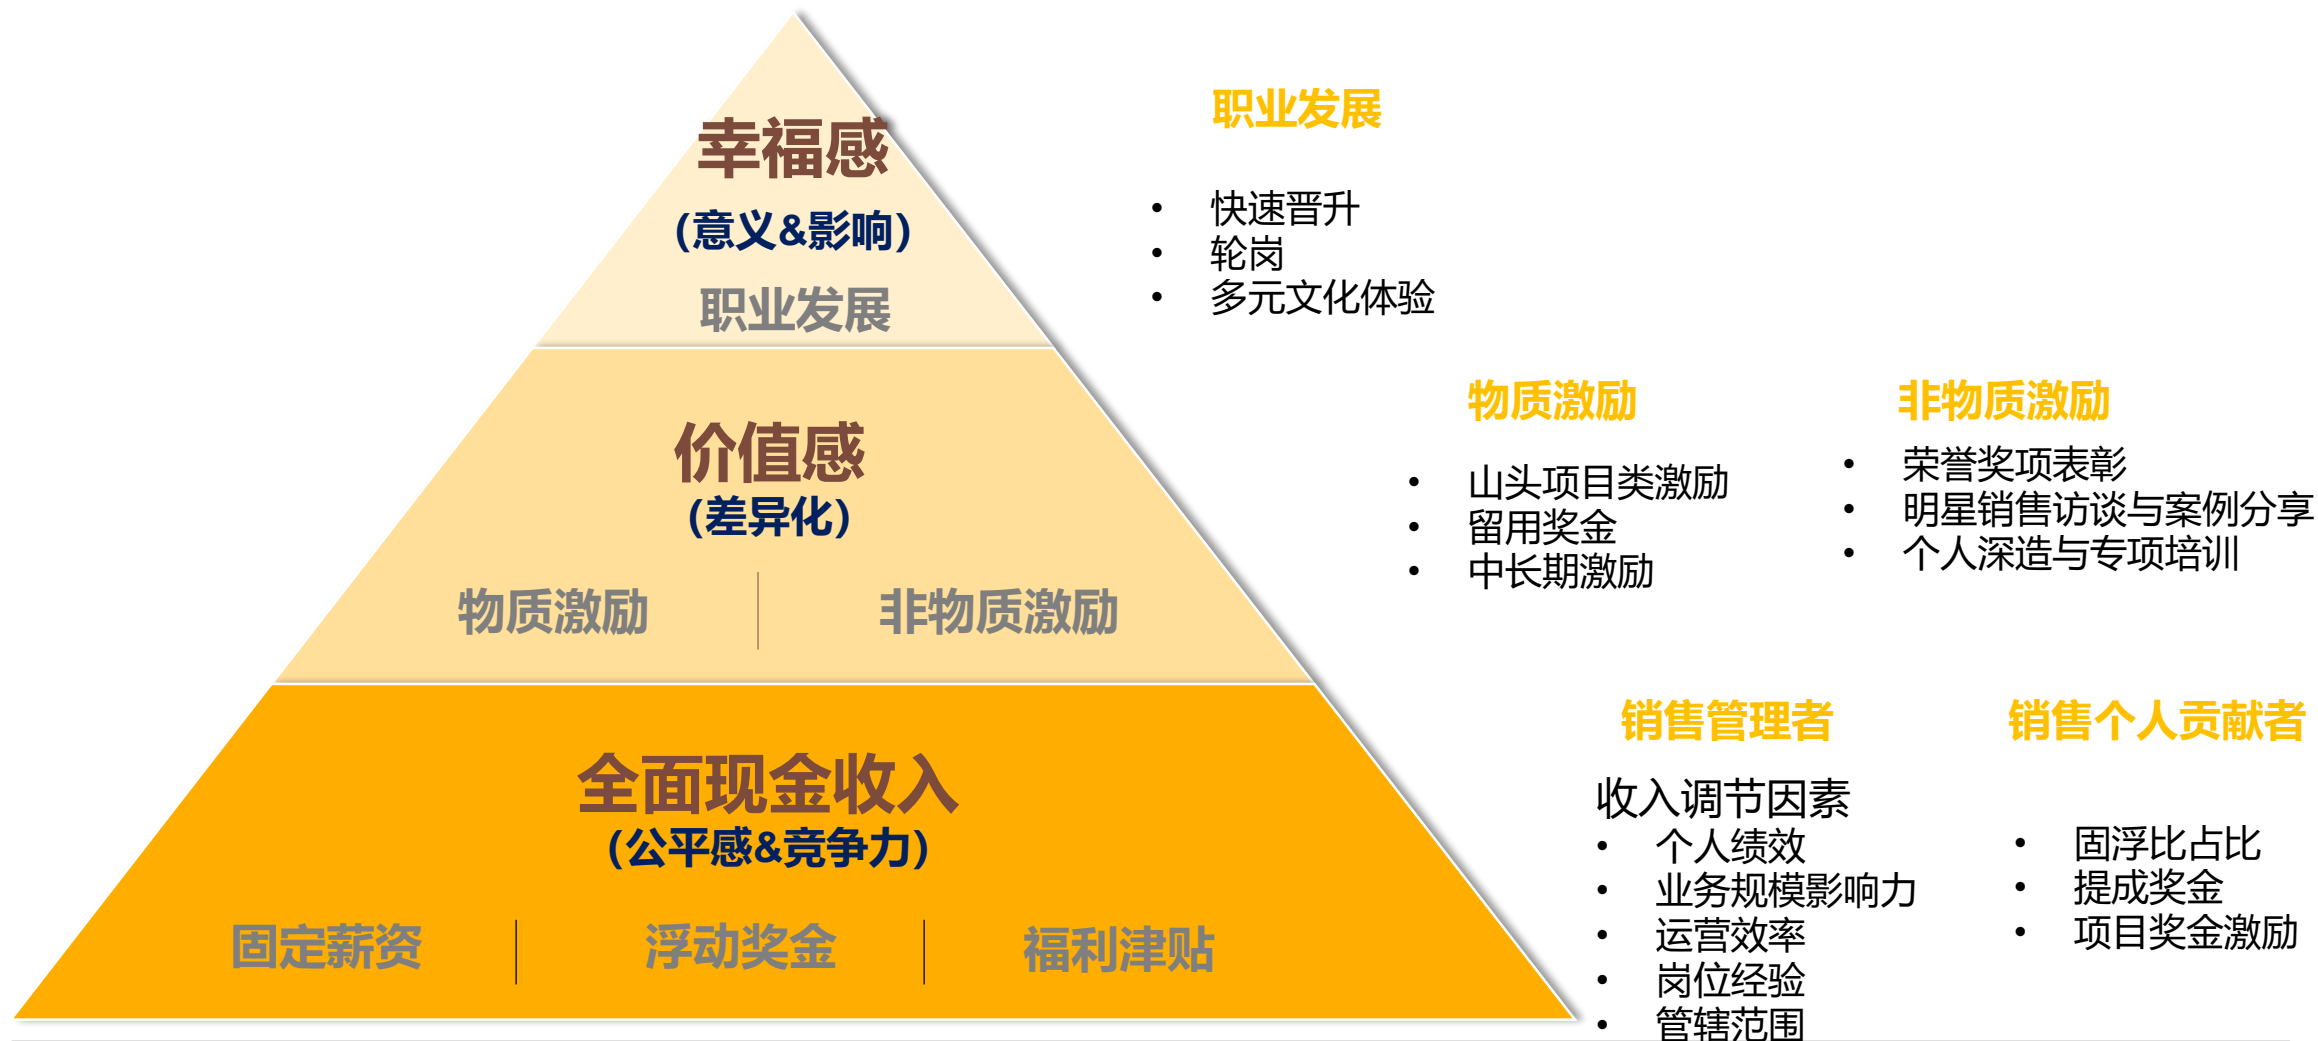 幸福感
(意义&影响)
职业发展
职业发展
• 快速晋升
• 轮岗
• 多元文化体验
价值感
(差异化)
物质激励
非物质激励
物质激励
• 山头项目类激励
• 留用奖金
• 中长期激励
非物质激励
• 荣誉奖项表彰
• 明星销售访谈与案例分享
• 个人深造与专项培训
全面现金收入
(公平感&竞争力)
固定薪资
浮动奖金
福利津贴
销售管理者
收入调节因素
• 个人绩效
• 业务规模影响力
• 运营效率
• 岗位经验
• 管辖范围
销售个人贡献者
• 固浮比占比
• 提成奖金
• 项目奖金激励